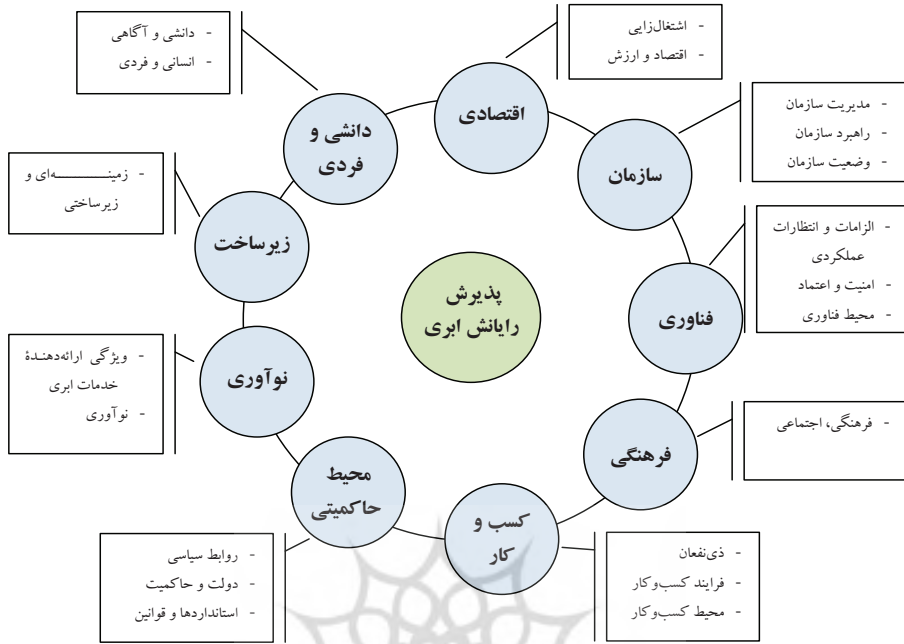 - دانشی و آگاهی
- انسانی و فردی
- اشتغال‌زایی
- اقتصاد و ارزش
- مدیریت سازمان
- راهبرد سازمان
- وضعیت سازمان
- زمینه‌ای و
زیرساختی
- الزامات و انتظارات
عملکردی
- امنیت و اعتماد
- محیط فناوری
- ویژگی ارائه‌دهندۀ
خدمات ابری
- نوآوری
- فرهنگی، اجتماعی
- روابط سیاسی
- دولت و حاکمیت
- استانداردها و قوانین
- ذی‌نفعان
- فرایند کسب‌وکار
- محیط کسب‌وکار
اقتصادی
سازمان
فناوری
فرهنگی
کسب و
کار
محیط
حاکمیتی
نوآوری
زیرساخت
دانشی و
فردی
پذیرش
رایانش ابری